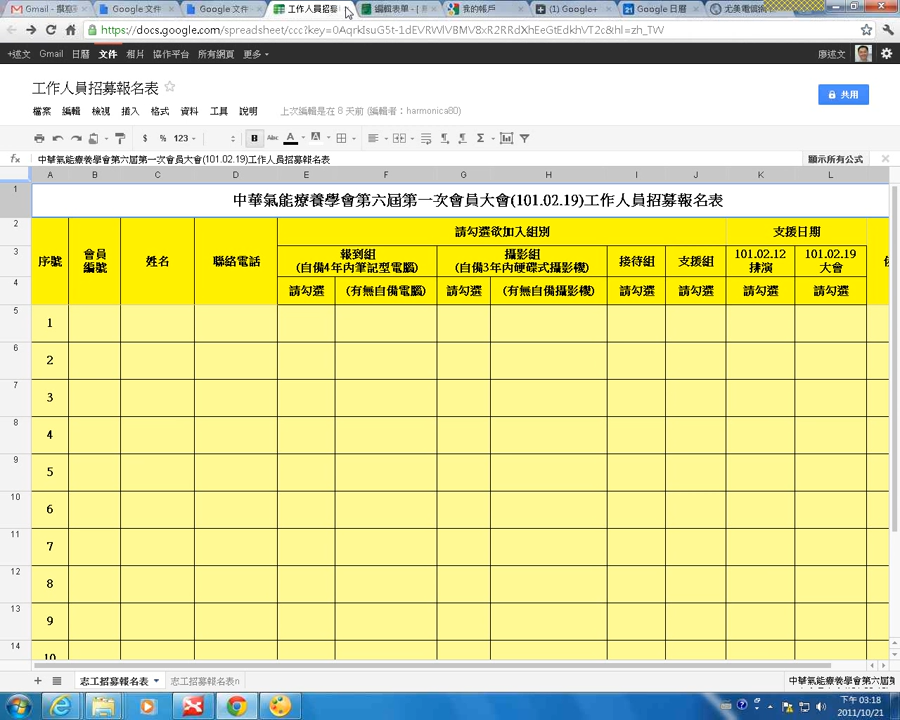 Gmail - 撰寫
Google 文件
Google 文件
工作人員招募
編輯表單 - [
我的帳戶
(1) Google+
Google 日曆
尤美電個
https://docs.google.com/spreadsheet/ccc?key=0AqrkIsuG5t-1dEVRWlVBMV8xR2RRdXhEeGtEdkhVT2c&hl=zh_TW
+述文 Gmail 日曆 文件 相片 協作平台 所有網頁 更多
廖述文
工作人員招募報名表
共用
檔案 編輯 檢視 插入 格式 工具 資料 說明
上次編輯是在 8 天前 (編輯者：harmonica80)
$ % 123 B Abc A A Σ
fx 中華氣能療養學會第六屆第一次會員大會(101.02.19)工作人員招募報名表
顯示所有公式
A B C D E F G H I J K L
1 中華氣能療養學會第六屆第一次會員大會(101.02.19)工作人員招募報名表
2 請勾選欲加入組別 支援日期
3 序號 會員編號 姓名 聯絡電話 報到組 (自備4年內筆記型電腦) 攝影組 (自備3年內硬碟式攝影機) 接待組 支援組 101.02.12 排演 101.02.19 大會
4 請勾選 (有無自備電腦) 請勾選 (有無自備攝影機) 請勾選 請勾選 請勾選 請勾選
5 1
6 2
7 3
8 4
9 5
10 6
11 7
12 8
13 9
14 10
志工招募報名表
志工招募報名表n
中華氣能療養學會第六屆
下午 03:18
2011/10/21